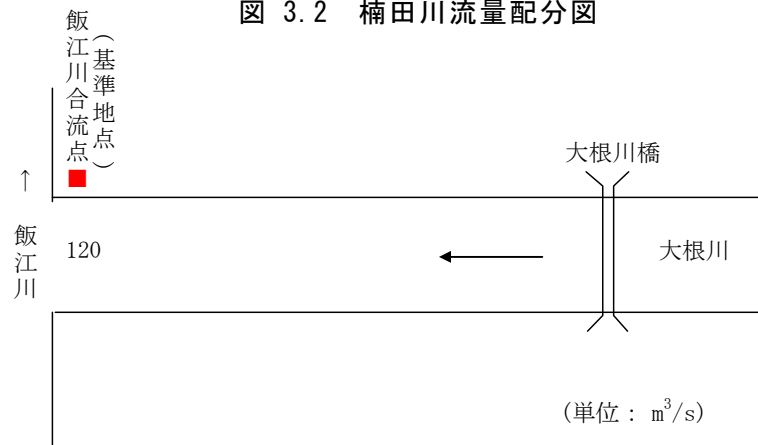 図 3.2 楠田川流量配分図
飯江川合流点
（基準地点）
大根川橋
↑
飯江川
120
大根川
(単位 : m³/s)